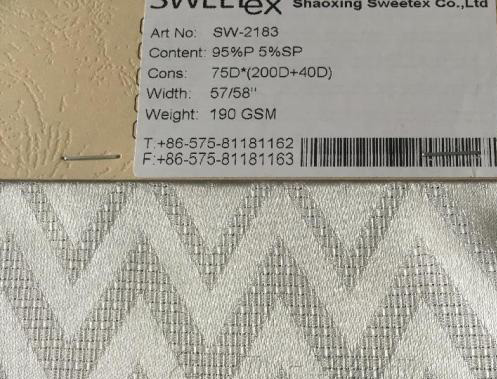 SWEETex Shaoxing Sweetex Co.,Ltd
Art No: SW-2183
Content: 95%P 5%SP
Cons: 75D*(200D+40D)
Width: 57/58"
Weight: 190 GSM
T.+86-575-81181162
F:+86-575-81181163